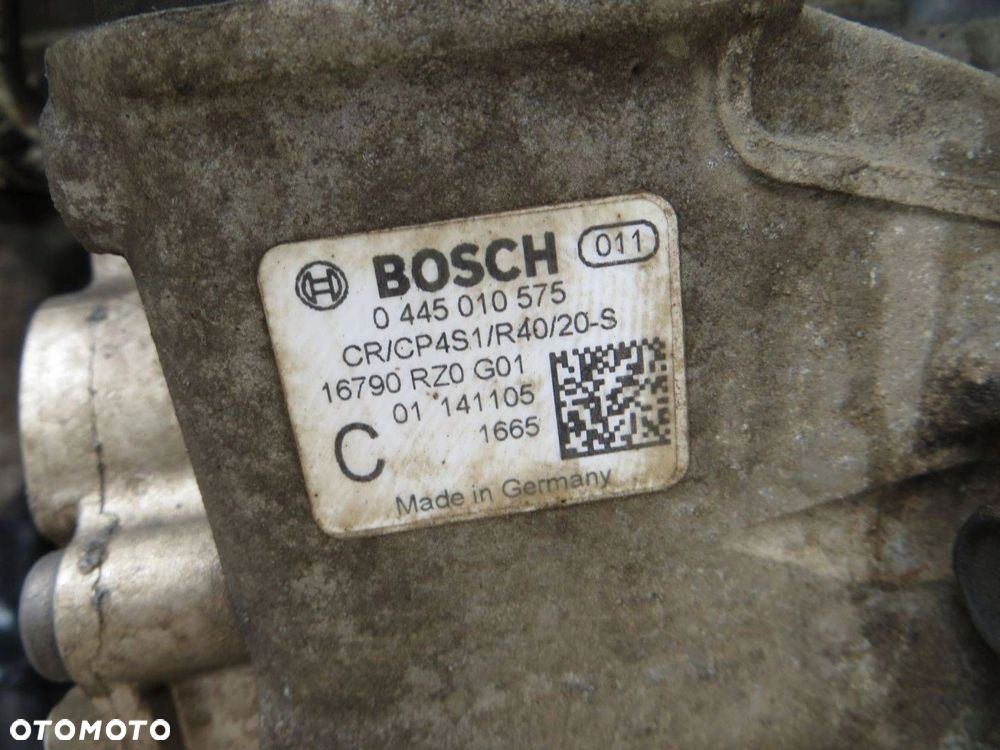 BOSCH 011
0 445 010 575
CR/CP4S1/R40/20-S
16790 RZ0 G01
01 141105
C 1665
Made in Germany
OTOMOTO